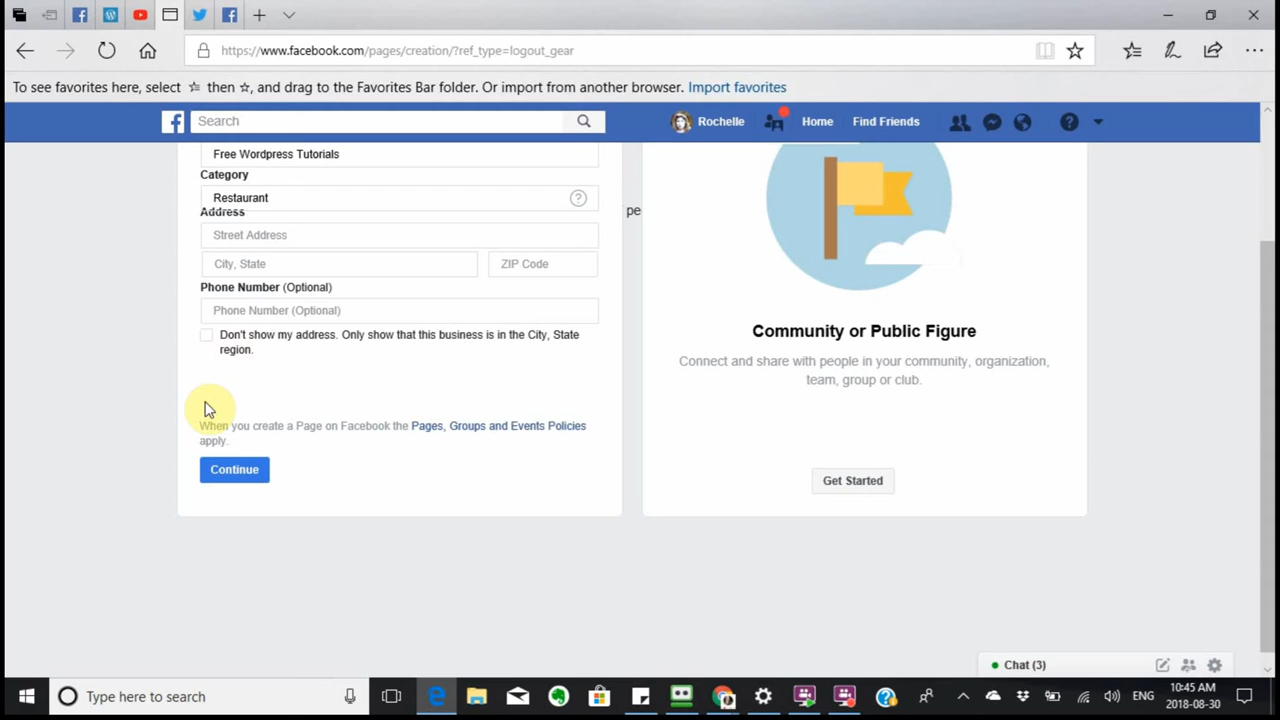 https://www.facebook.com/pages/creation/?ref_type=logout_gear
To see favorites here, select ☆ then ☆, and drag to the Favorites Bar folder. Or import from another browser. Import favorites
Search
Rochelle
Home
Find Friends
Free Wordpress Tutorials
Category
Restaurant
Address
Street Address
City, State
ZIP Code
Phone Number (Optional)
Phone Number (Optional)
Don't show my address. Only show that this business is in the City, State
region.
When you create a Page on Facebook the Pages, Groups and Events Policies
apply.
Continue
pe
Community or Public Figure
Connect and share with people in your community, organization,
team, group or club.
Get Started
Chat (3)
Type here to search
ENG
10:45 AM
2018-08-30